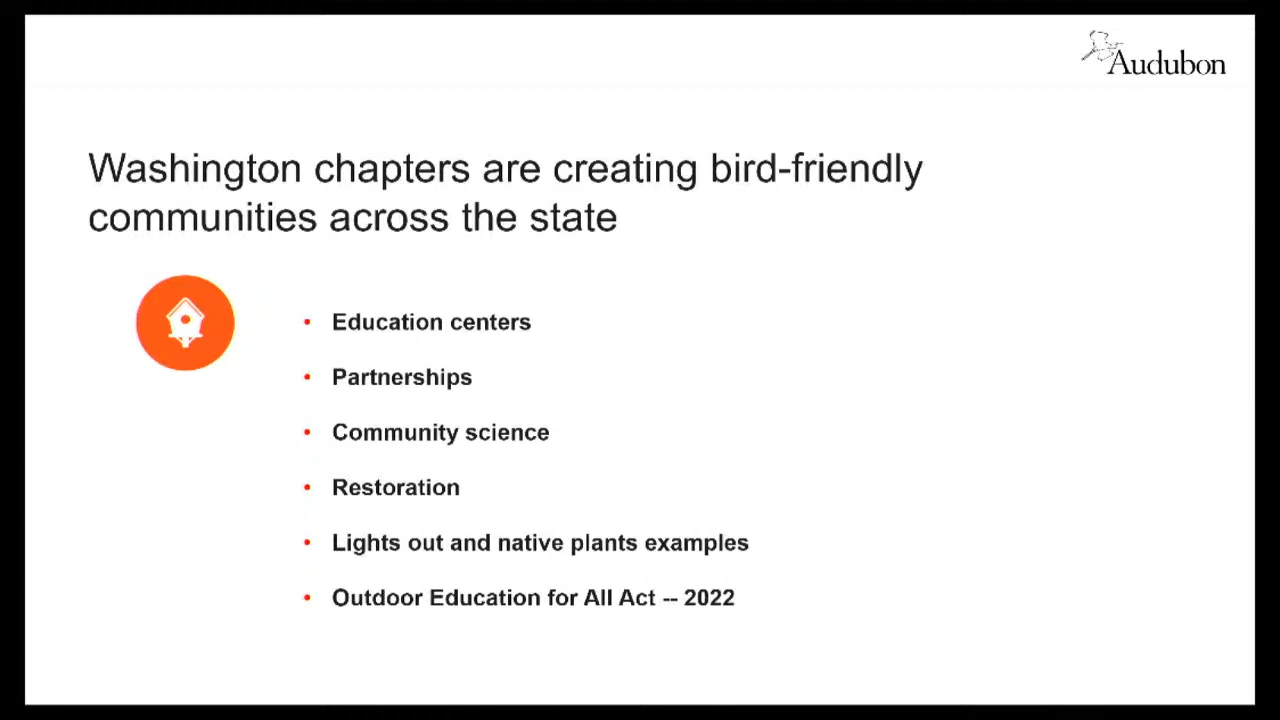 Audubon
Washington chapters are creating bird-friendly
communities across the state
• Education centers
• Partnerships
• Community science
• Restoration
• Lights out and native plants examples
• Outdoor Education for All Act -- 2022